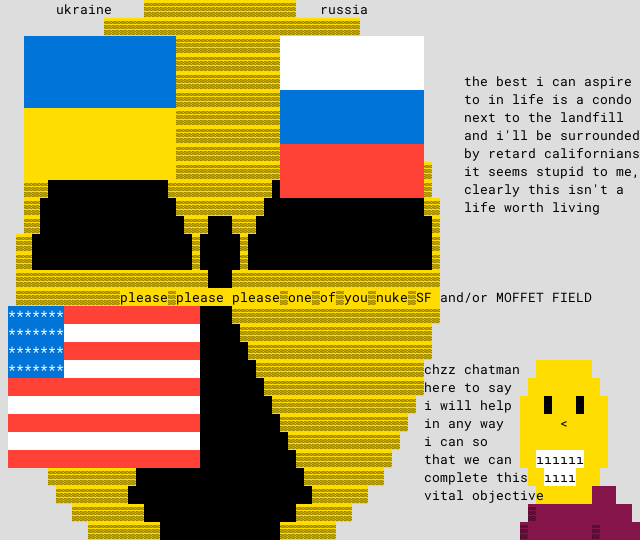 ukraine
russia
the best i can aspire
to in life is a condo
next to the landfill
and i'll be surrounded
by retard californians
it seems stupid to me,
clearly this isn't a
life worth living
please please please one of you nuke SF and/or MOFFET FIELD
*******
*******
*******
*******
chzz chatman
here to say
i will help
in any way
i can so
that we can
complete this
vital objective
<
ııııııı
ıııı